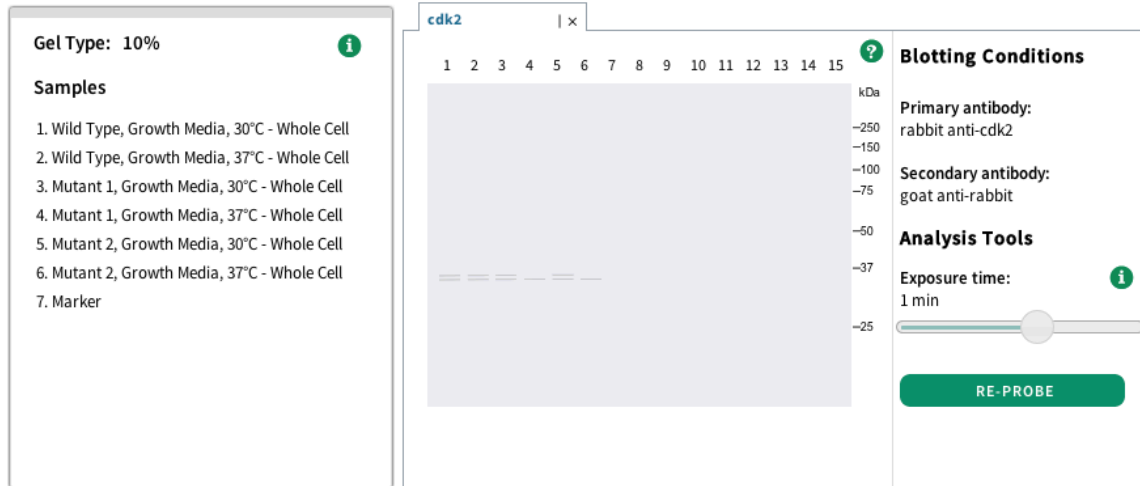 Gel Type: 10%
i
Samples
1. Wild Type, Growth Media, 30°C - Whole Cell
2. Wild Type, Growth Media, 37°C - Whole Cell
3. Mutant 1, Growth Media, 30°C - Whole Cell
4. Mutant 1, Growth Media, 37°C - Whole Cell
5. Mutant 2, Growth Media, 30°C - Whole Cell
6. Mutant 2, Growth Media, 37°C - Whole Cell
7. Marker
cdk2 | ×
?
1 2 3 4 5 6 7 8 9 10 11 12 13 14 15
kDa
–250
–150
–100
–75
–50
–37
–25
Blotting Conditions
Primary antibody:
rabbit anti-cdk2
Secondary antibody:
goat anti-rabbit
Analysis Tools
Exposure time:
i
1 min
RE-PROBE